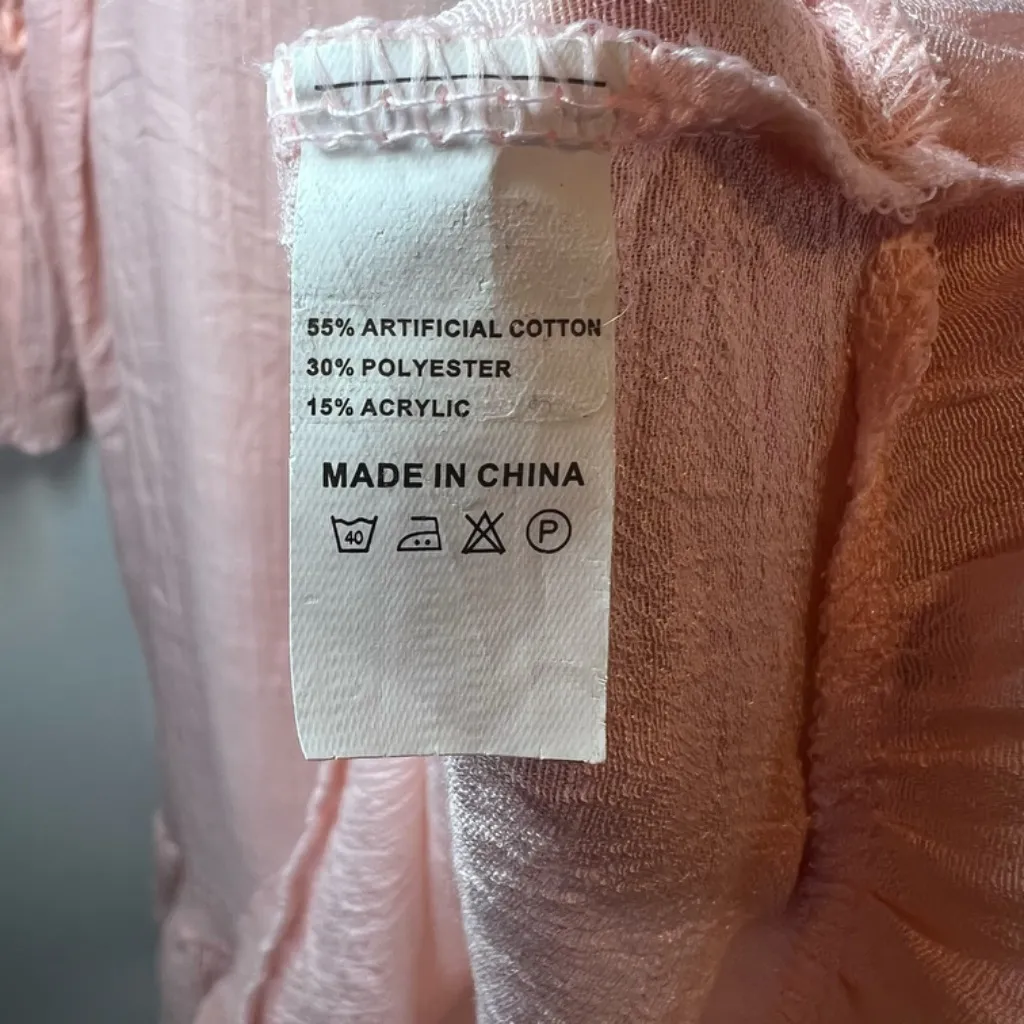 55% ARTIFICIAL COTTON
30% POLYESTER
15% ACRYLIC
MADE IN CHINA
40 P